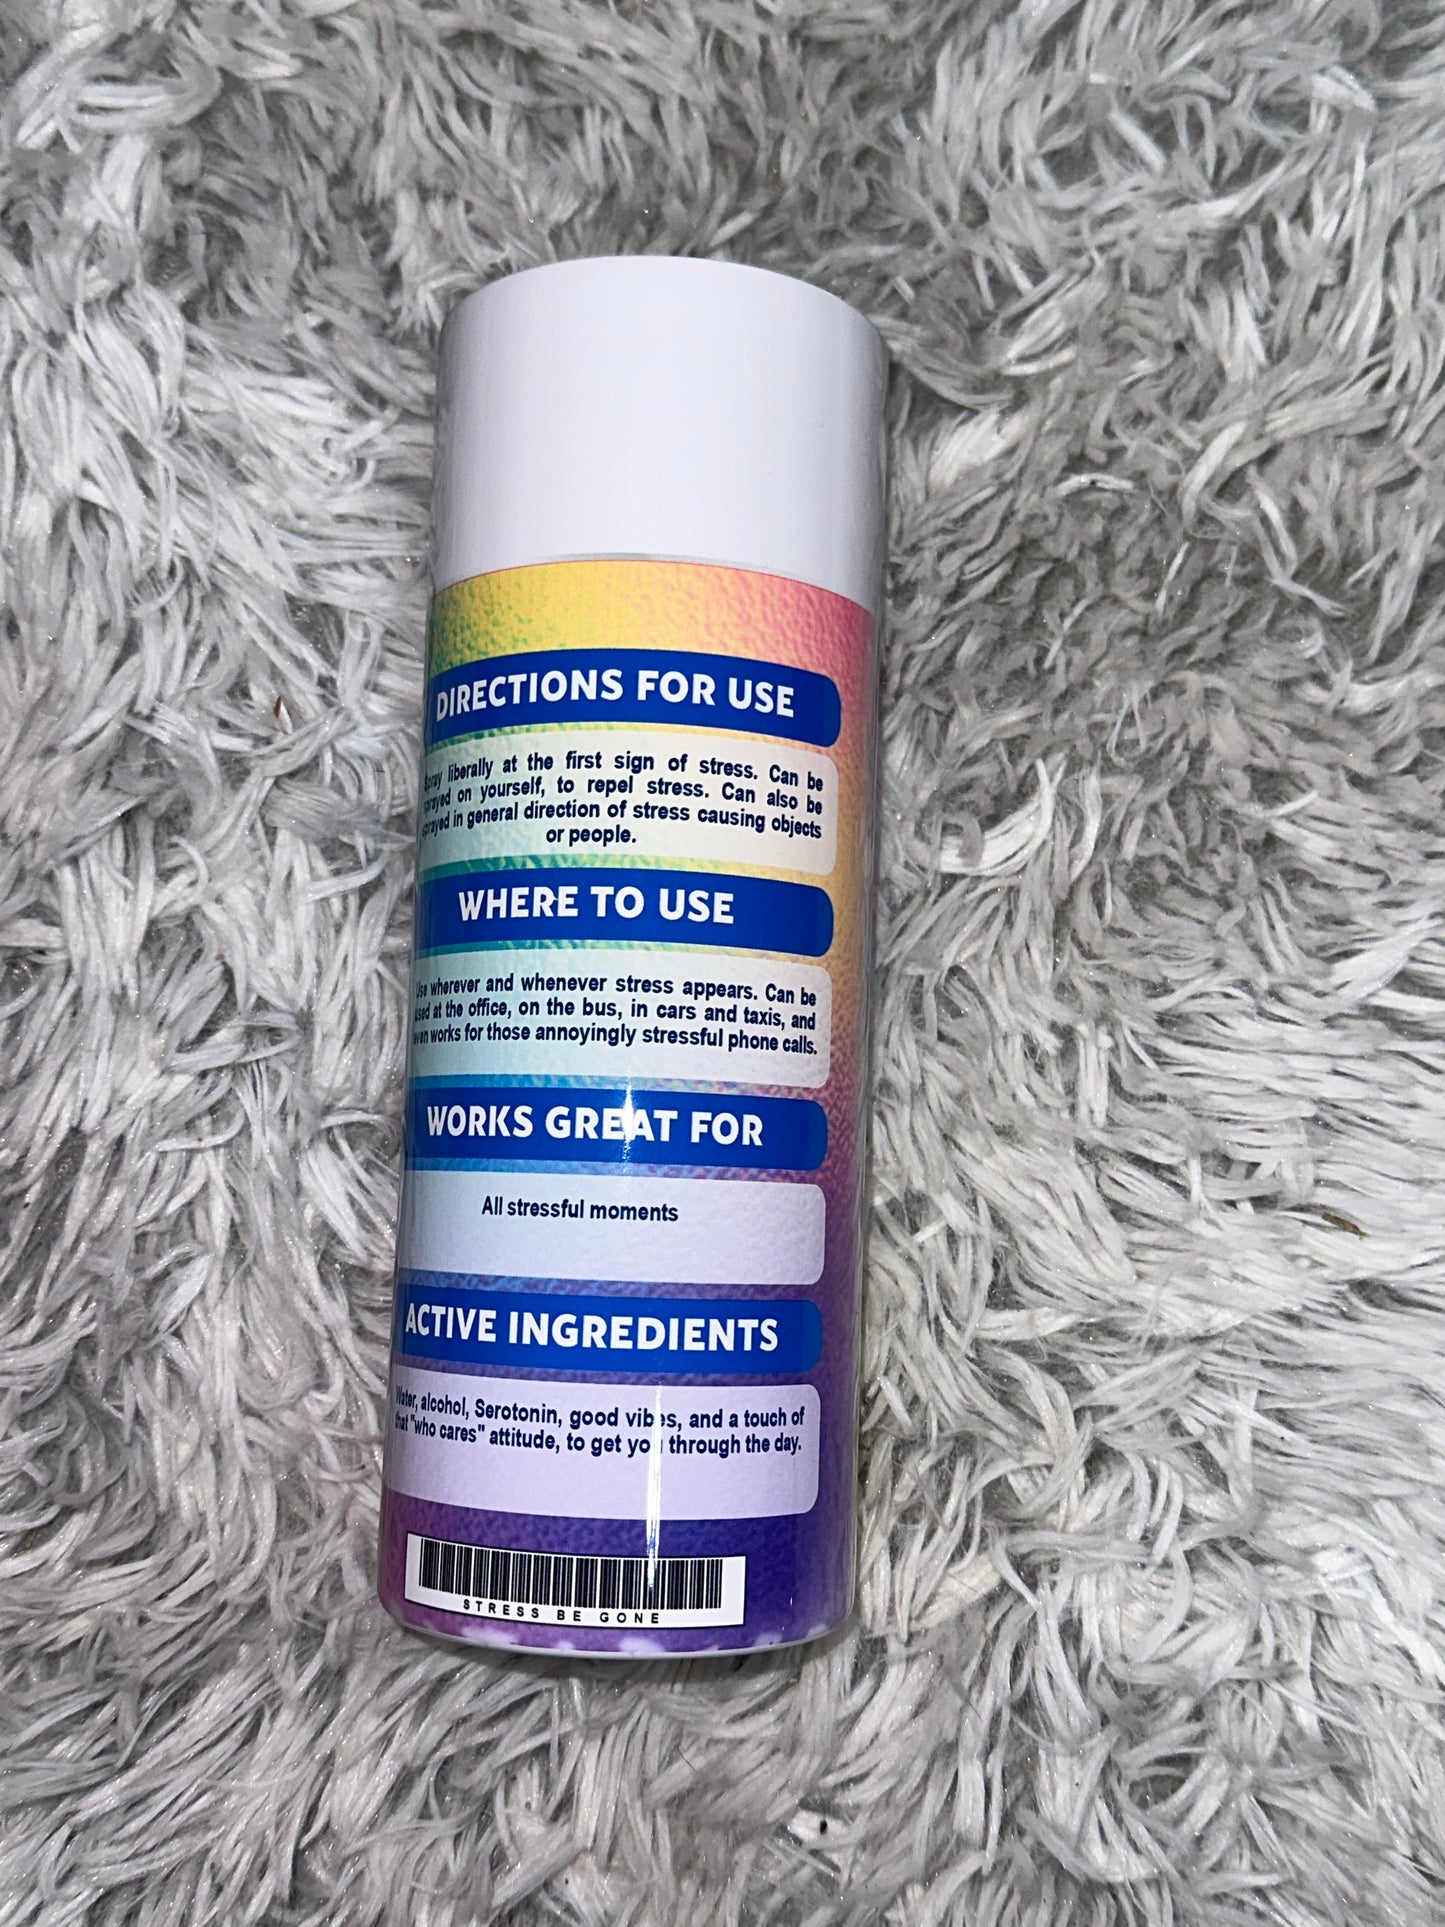 DIRECTIONS FOR USE
Spray liberally at the first sign of stress. Can be
sprayed on yourself, to repel stress. Can also be
sprayed in general direction of stress causing objects
or people.
WHERE TO USE
Use wherever and whenever stress appears. Can be
used at the office, on the bus, in cars and taxis, and
even works for those annoyingly stressful phone calls.
WORKS GREAT FOR
All stressful moments
ACTIVE INGREDIENTS
Water, alcohol, Serotonin, good vibes, and a touch of
that "who cares" attitude, to get you through the day.
STRESS BE GONE